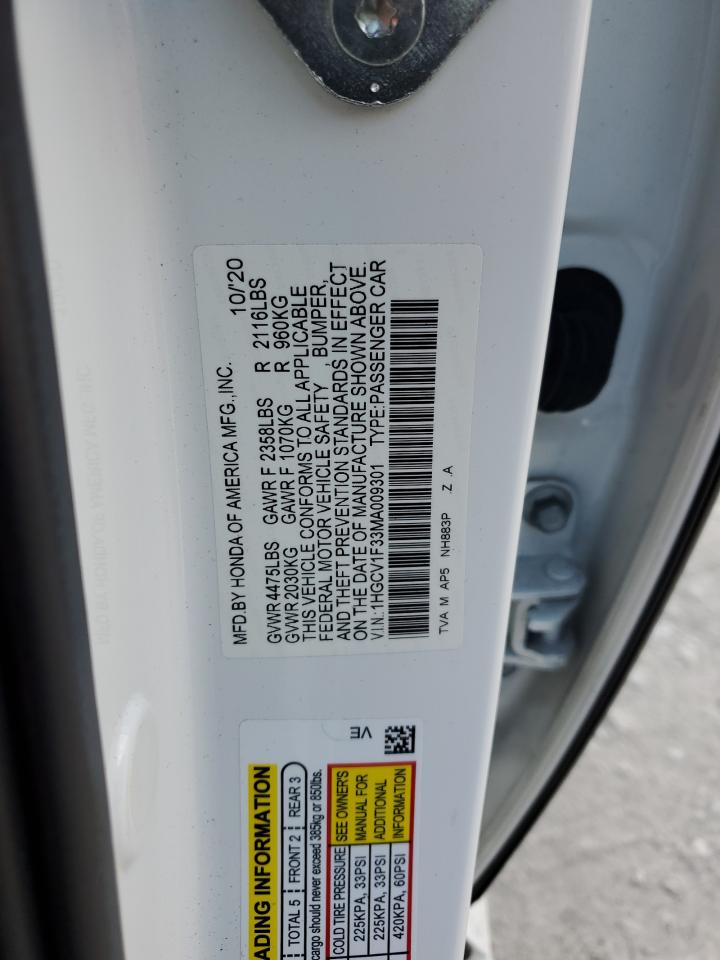 MFD.BY HONDA OF AMERICA MFG.,INC. 10/'20
GVWR4475LBS GAWR F 2358LBS R 2116LBS
GVWR2030KG GAWR F 1070KG R 960KG
THIS VEHICLE CONFORMS TO ALL APPLICABLE
FEDERAL MOTOR VEHICLE SAFETY , BUMPER,
AND THEFT PREVENTION STANDARDS IN EFFECT
ON THE DATE OF MANUFACTURE SHOWN ABOVE.
V.I.N.:1HGCV1F33MA009301 TYPE:PASSENGER CAR
TVA M AP5 NH883P .Z .A
VE
ADING INFORMATION
TOTAL 5 FRONT 2 REAR 3
cargo should never exceed 385kg or 850lbs.
COLD TIRE PRESSURE SEE OWNER'S
225KPA, 33PSI MANUAL FOR
225KPA, 33PSI ADDITIONAL
420KPA, 60PSI INFORMATION